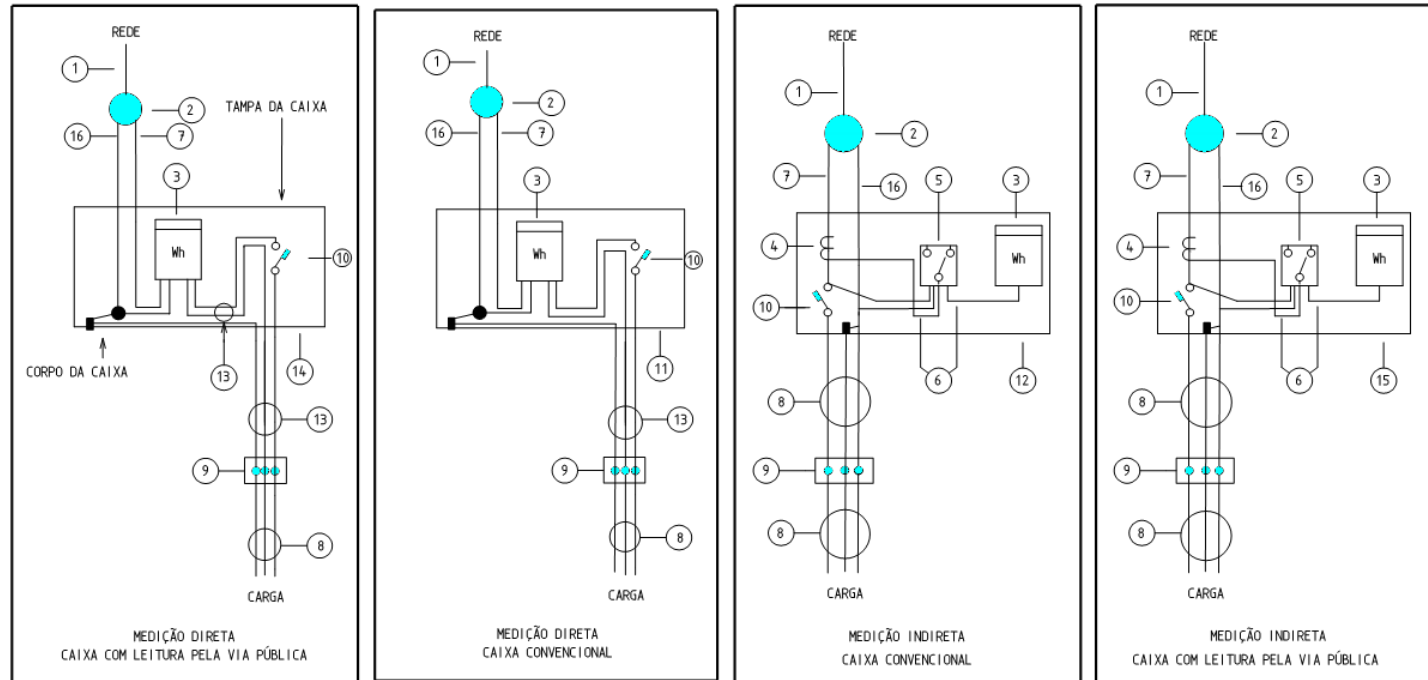 REDE
1
2
TAMPA DA CAIXA
16
7
3
Wh
10
CORPO DA CAIXA
13
14
13
9
8
CARGA
MEDIÇÃO DIRETA
CAIXA COM LEITURA PELA VIA PÚBLICA
REDE
1
2
16
7
3
Wh
10
11
13
9
8
CARGA
MEDIÇÃO DIRETA
CAIXA CONVENCIONAL
REDE
1
2
7
16
5
3
4
Wh
10
6
12
8
9
8
CARGA
MEDIÇÃO INDIRETA
CAIXA CONVENCIONAL
REDE
1
2
7
16
5
3
4
Wh
10
6
15
8
9
8
CARGA
MEDIÇÃO INDIRETA
CAIXA COM LEITURA PELA VIA PÚBLICA